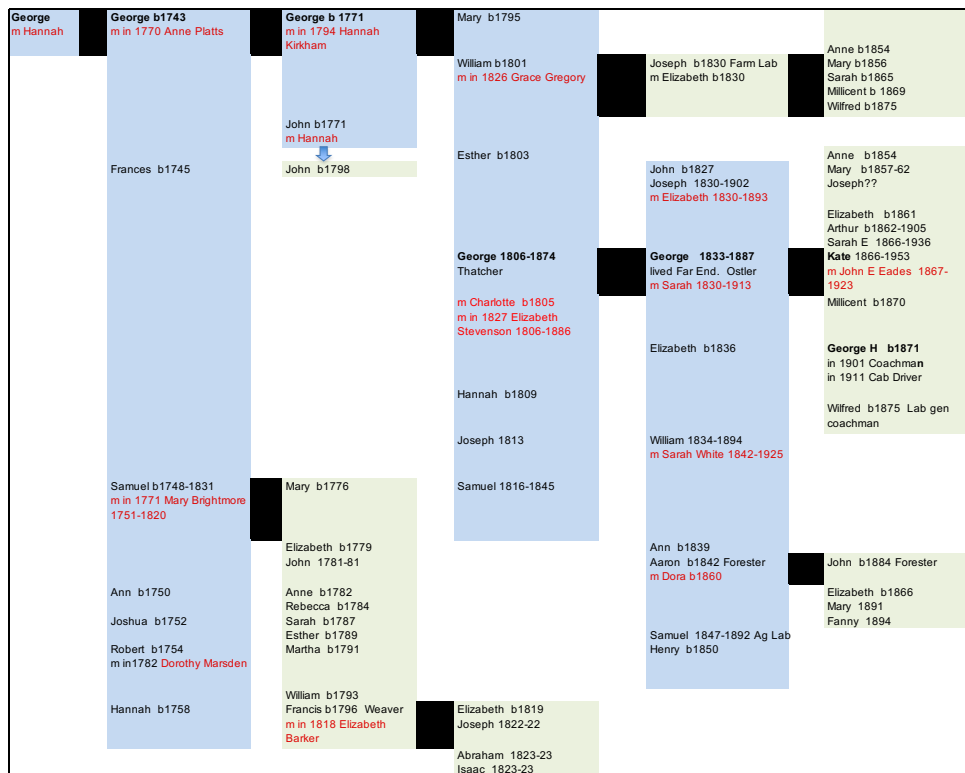 George
m Hannah
George b1743
m in 1770 Anne Platts
Frances b1745
Samuel b1748-1831
m in 1771 Mary Brightmore
1751-1820
Ann b1750
Joshua b1752
Robert b1754
m in1782 Dorothy Marsden
Hannah b1758
George b 1771
m in 1794 Hannah
Kirkham
John b1771
m Hannah
John b1798
Mary b1776
Elizabeth b1779
John 1781-81
Anne b1782
Rebecca b1784
Sarah b1787
Esther b1789
Martha b1791
William b1793
Francis b1796 Weaver
m in 1818 Elizabeth
Barker
Mary b1795
William b1801
m in 1826 Grace Gregory
Esther b1803
George 1806-1874
Thatcher
m Charlotte b1805
m in 1827 Elizabeth
Stevenson 1806-1886
Hannah b1809
Joseph 1813
Samuel 1816-1845
Elizabeth b1819
Joseph 1822-22
Abraham 1823-23
Isaac 1823-23
Joseph b1830 Farm Lab
m Elizabeth b1830
John b1827
Joseph 1830-1902
m Elizabeth 1830-1893
George 1833-1887
lived Far End. Ostler
m Sarah 1830-1913
Elizabeth b1836
William 1834-1894
m Sarah White 1842-1925
Ann b1839
Aaron b1842 Forester
m Dora b1860
Samuel 1847-1892 Ag Lab
Henry b1850
Anne b1854
Mary b1856
Sarah b1865
Millicent b 1869
Wilfred b1875
Anne b1854
Mary b1857-62
Joseph??
Elizabeth b1861
Arthur b1862-1905
Sarah E 1866-1936
Kate 1866-1953
m John E Eades 1867-
1923
Millicent b1870
George H b1871
in 1901 Coachman
in 1911 Cab Driver
Wilfred b1875 Lab gen
coachman
John b1884 Forester
Elizabeth b1866
Mary 1891
Fanny 1894